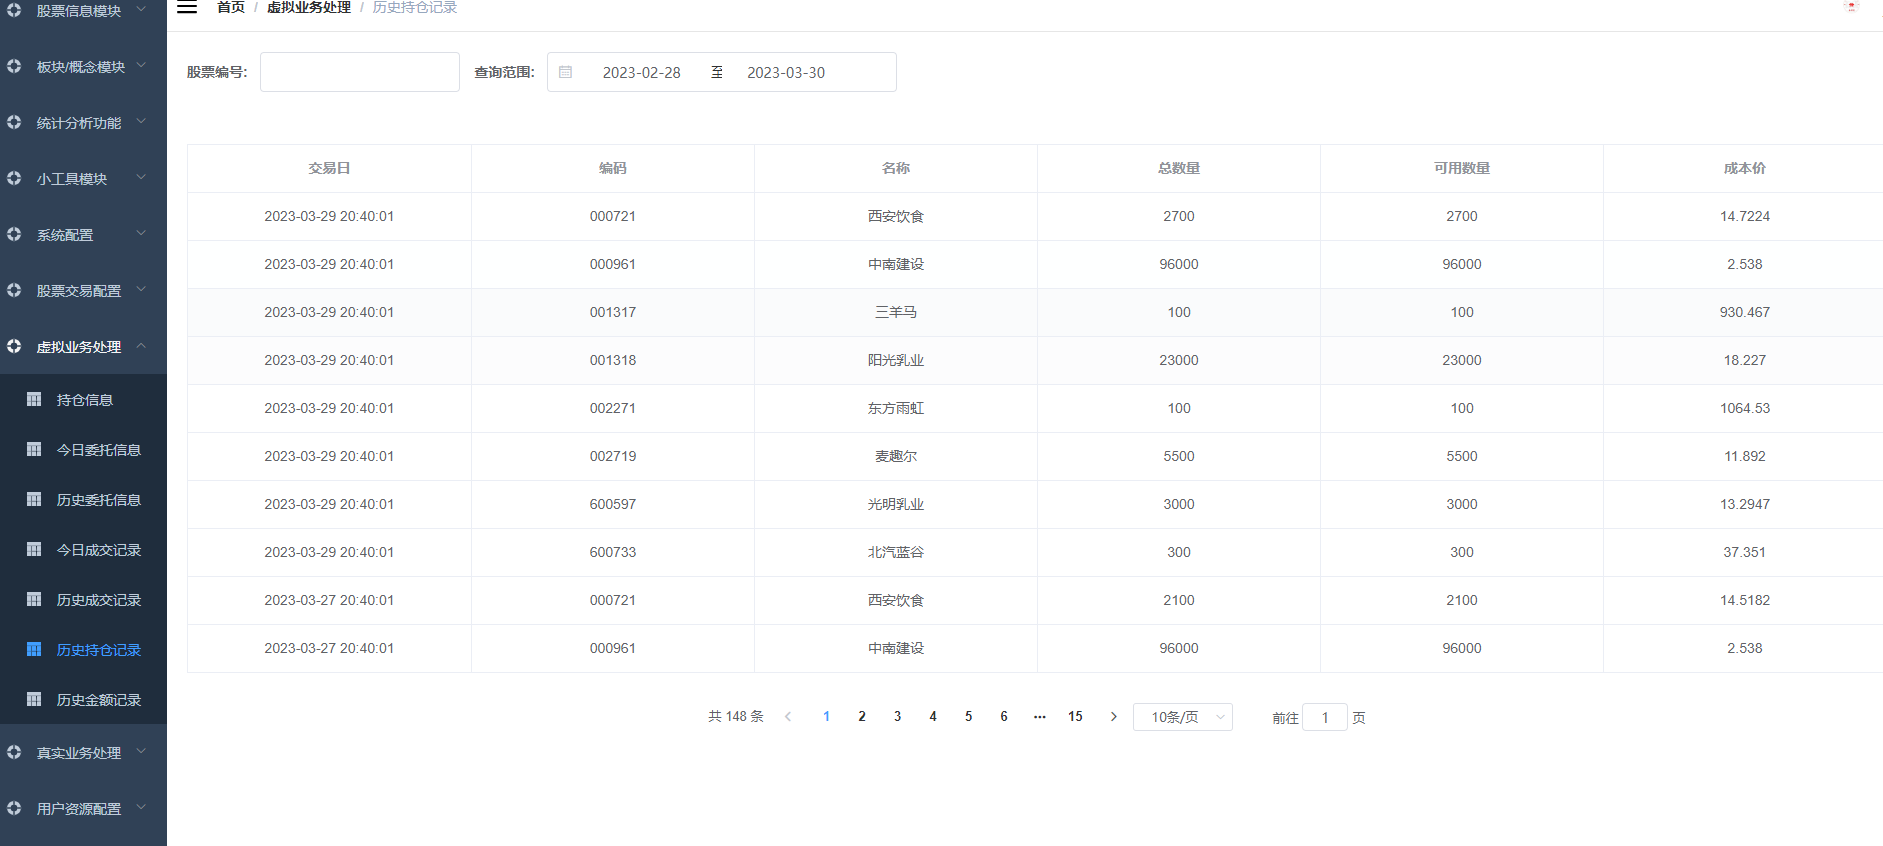 股票信息模块
板块/概念模块
统计分析功能
小工具模块
系统配置
股票交易配置
虚拟业务处理
持仓信息
今日委托信息
历史委托信息
今日成交记录
历史成交记录
历史持仓记录
历史金额记录
真实业务处理
用户资源配置
首页 / 虚拟业务处理 / 历史持仓记录
股票编号: 查询范围: 2023-02-28 至 2023-03-30
交易日 编码 名称 总数量 可用数量 成本价
2023-03-29 20:40:01 000721 西安饮食 2700 2700 14.7224
2023-03-29 20:40:01 000961 中南建设 96000 96000 2.538
2023-03-29 20:40:01 001317 三羊马 100 100 930.467
2023-03-29 20:40:01 001318 阳光乳业 23000 23000 18.227
2023-03-29 20:40:01 002271 东方雨虹 100 100 1064.53
2023-03-29 20:40:01 002719 麦趣尔 5500 5500 11.892
2023-03-29 20:40:01 600597 光明乳业 3000 3000 13.2947
2023-03-29 20:40:01 600733 北汽蓝谷 300 300 37.351
2023-03-27 20:40:01 000721 西安饮食 2100 2100 14.5182
2023-03-27 20:40:01 000961 中南建设 96000 96000 2.538
共 148 条 1 2 3 4 5 6 ··· 15 10条/页 前往 1 页